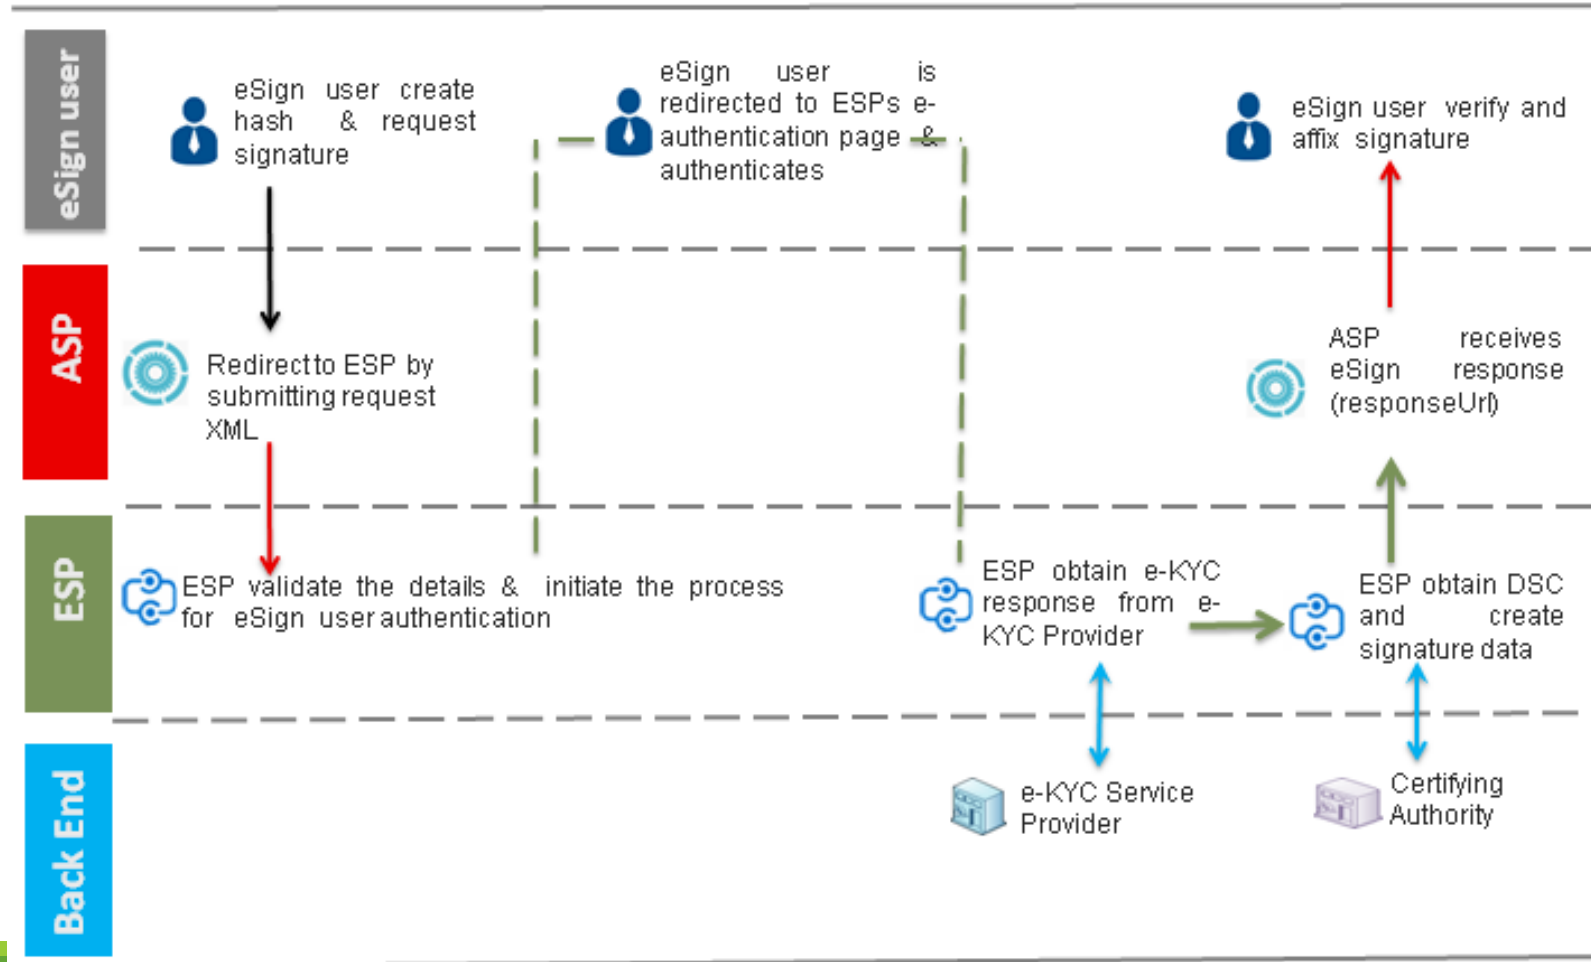 eSign user
eSign user create
hash & request
signature
eSign user is
redirected to ESPs e-
authentication page &
authenticates
eSign user verify and
affix signature
ASP
Redirect to ESP by
submitting request
XML
ASP receives
eSign response
(responseUrl)
ESP
ESP validate the details & initiate the process
for eSign user authentication
ESP obtain e-KYC
response from e-
KYC Provider
ESP obtain DSC
and create
signature data
Back End
e-KYC Service
Provider
Certifying
Authority